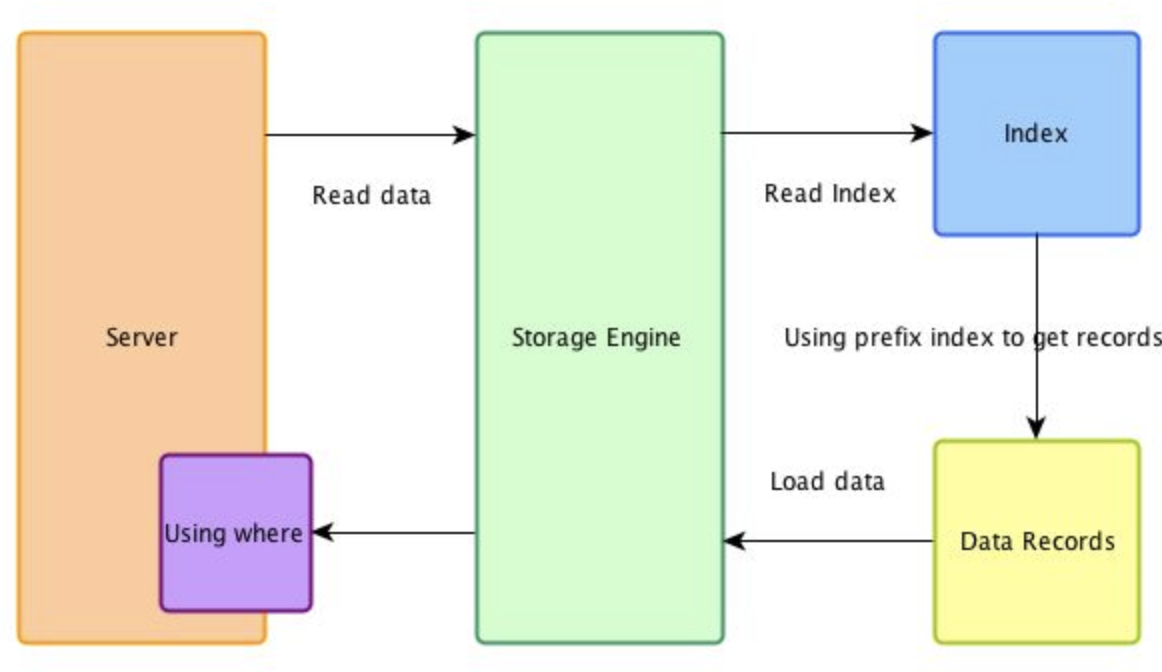 Index
Read data
Read Index
Server
Storage Engine
Using prefix index to get records
Load data
Using where
Data Records